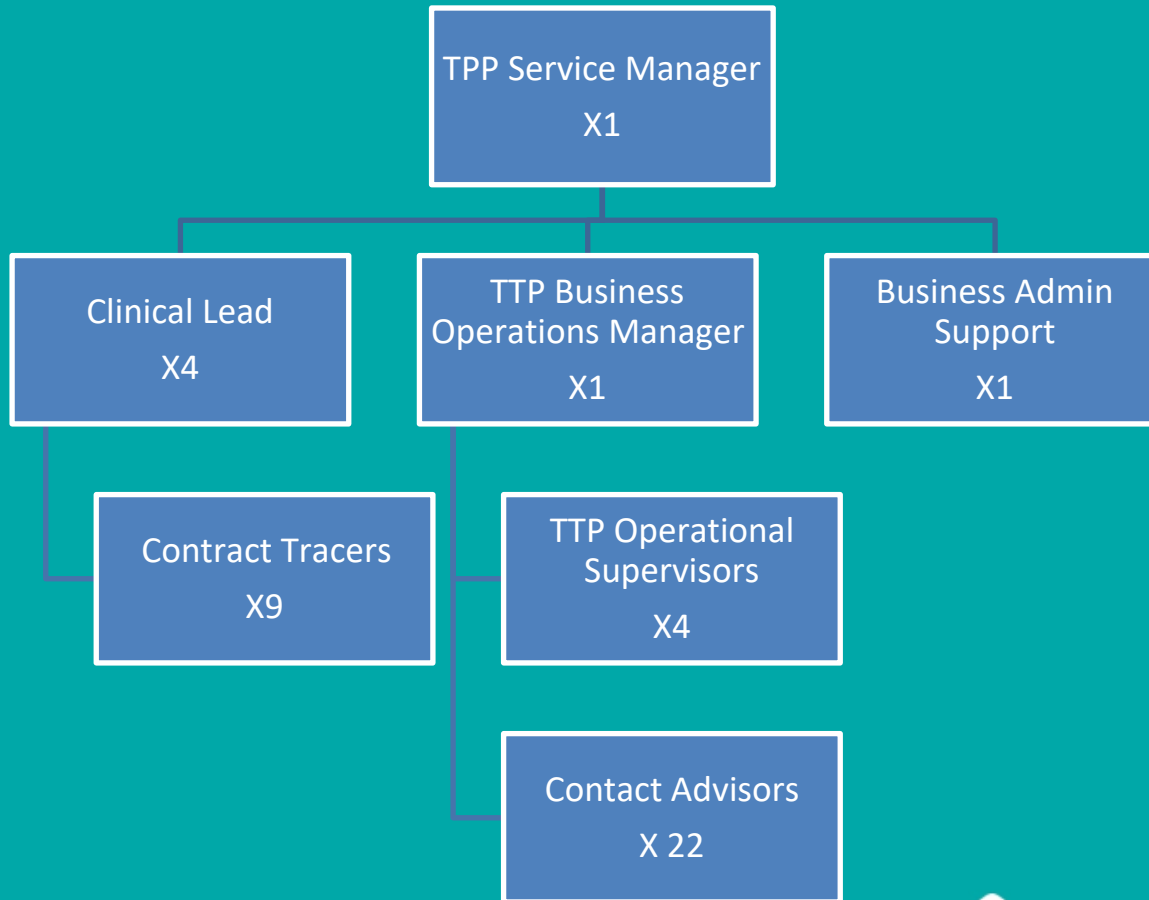 TPP Service Manager
X1
Clinical Lead
X4
TTP Business
Operations Manager
X1
Business Admin
Support
X1
Contract Tracers
X9
TTP Operational
Supervisors
X4
Contact Advisors
X 22